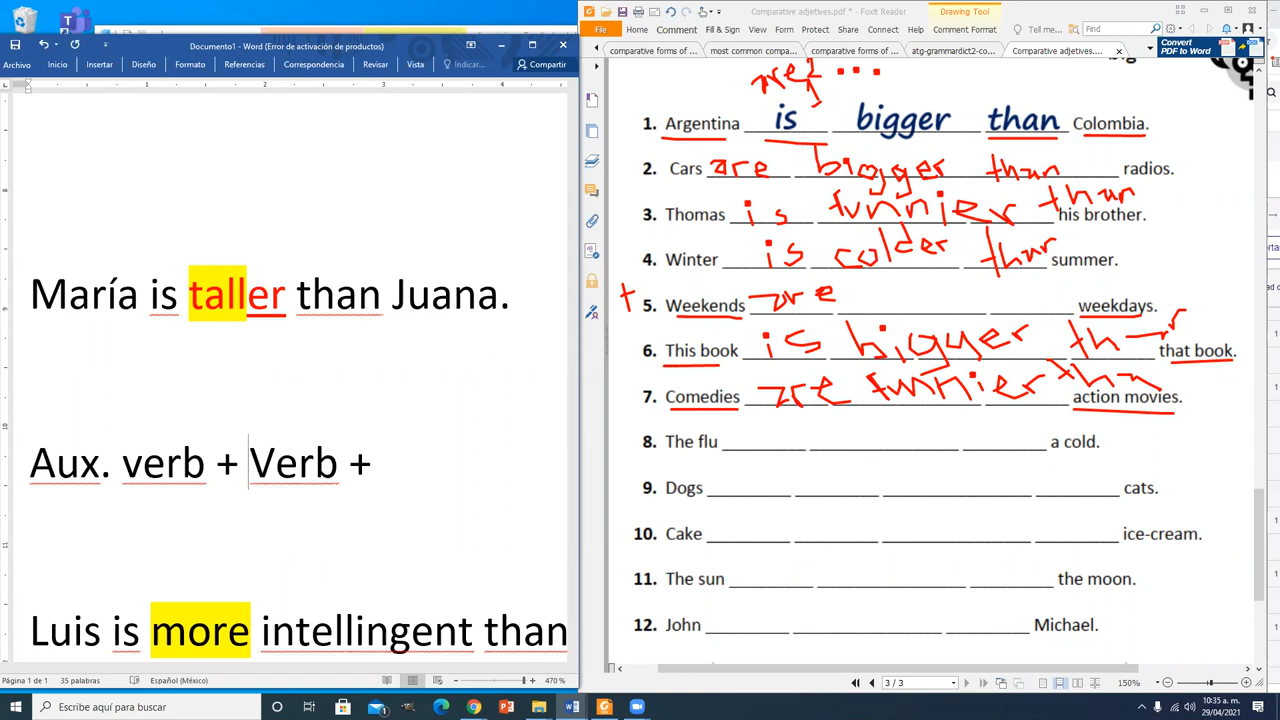 Documento1 - Word (Error de activación de productos)
Archivo Inicio Insertar Diseño Formato Referencias Correspondencia Revisar Vista Indicar... Compartir
María is taller than Juana.
Aux. verb + Verb +
Luis is more intellingent than
Página 1 de 1 35 palabras Español (México) 470 %
Comparative adjectives.pdf * - Foxit Reader Drawing Tool
File Home Comment Fill & Sign View Form Protect Share Connect Help Comment Format Tell me... Find
comparative forms of ... most common compa... comparative forms of ... atg-grammardict2-co... Comparative adjectives....
Convert PDF to Word
are? ...
1. Argentina is bigger than Colombia.
2. Cars are bigger than radios.
3. Thomas is funnier than his brother.
4. Winter is colder than summer.
5. Weekends are weekdays.
6. This book is bigger than that book.
7. Comedies are funnier than action movies.
8. The flu a cold.
9. Dogs cats.
10. Cake ice-cream.
11. The sun the moon.
12. John Michael.
3 / 3 150%
Escribe aquí para buscar
10:35 a. m.
29/04/2021